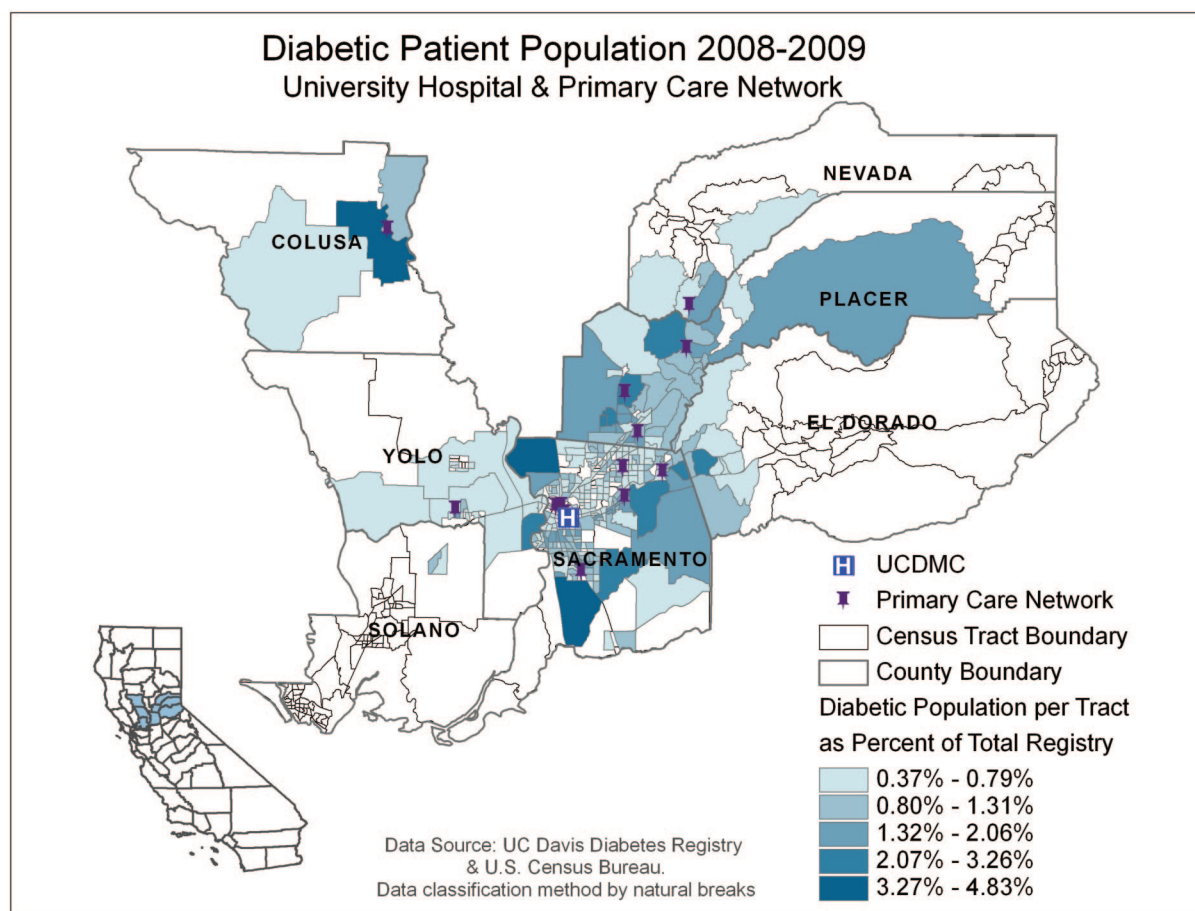 Diabetic Patient Population 2008-2009
University Hospital & Primary Care Network
NEVADA
COLUSA
PLACER
EL DORADO
YOLO
H
SACRAMENTO
SOLANO
H UCDMC
Primary Care Network
Census Tract Boundary
County Boundary
Diabetic Population per Tract
as Percent of Total Registry
0.37% - 0.79%
0.80% - 1.31%
1.32% - 2.06%
2.07% - 3.26%
3.27% - 4.83%
Data Source: UC Davis Diabetes Registry
& U.S. Census Bureau.
Data classification method by natural breaks